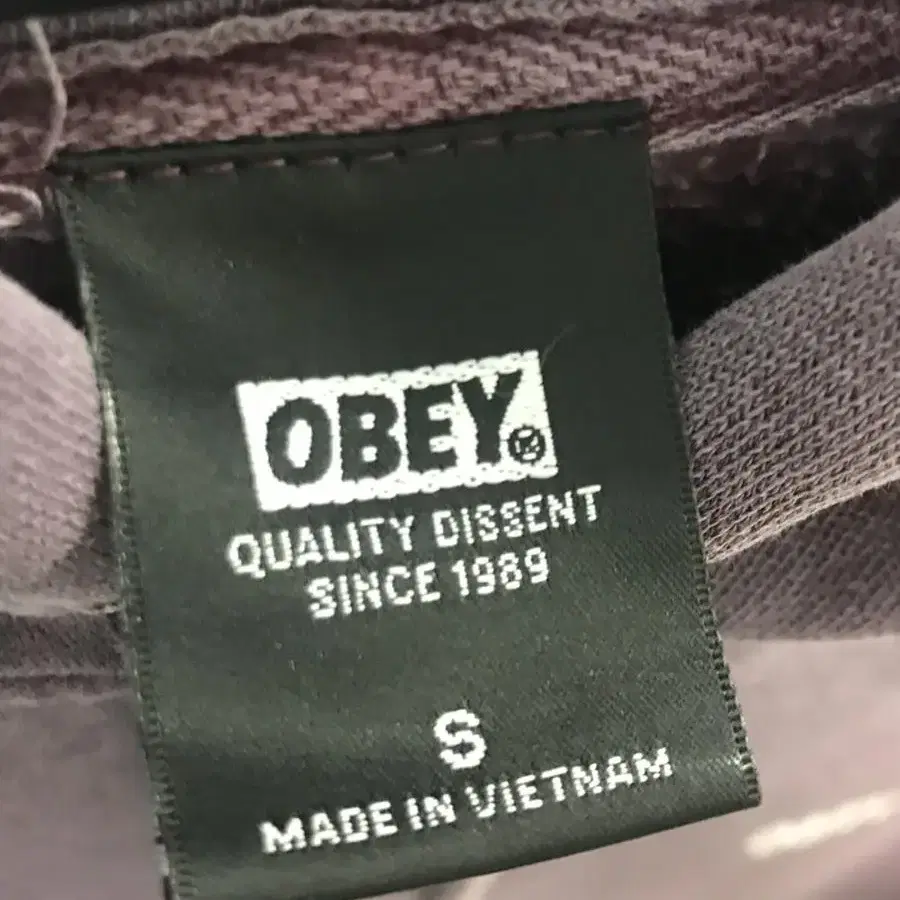 OBEY
QUALITY DISSENT
SINCE 1989
S
MADE IN VIETNAM